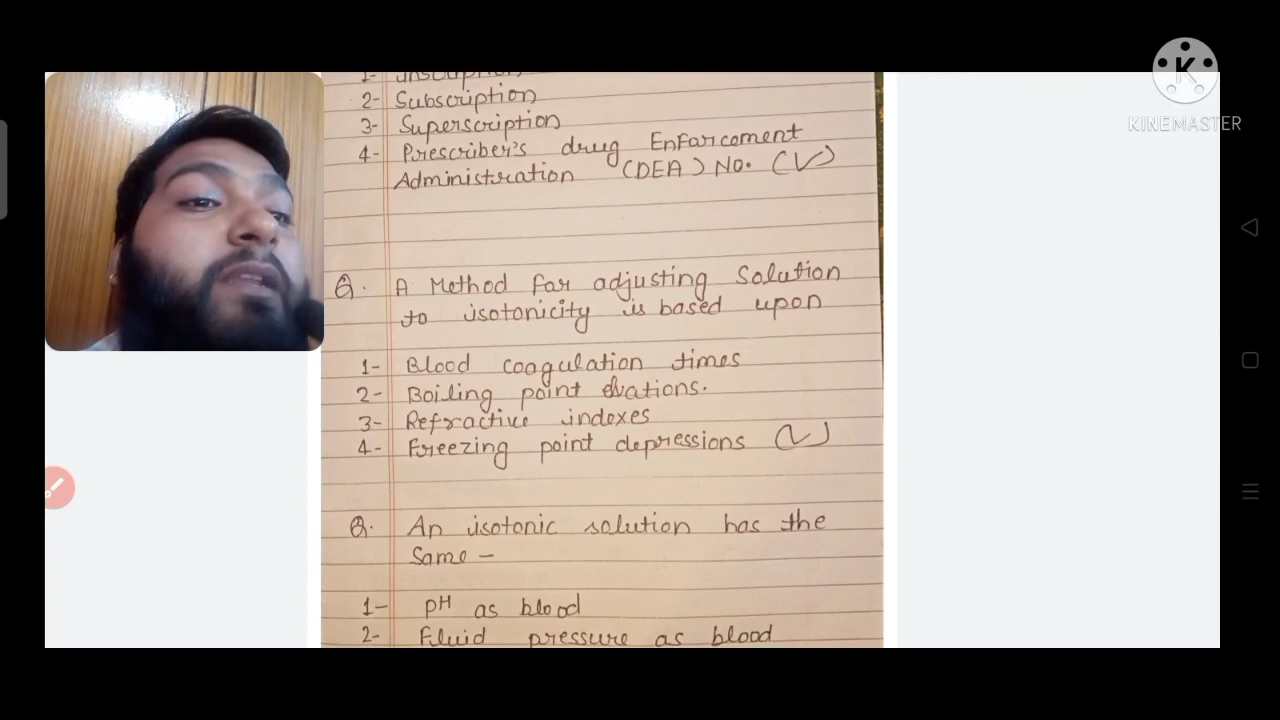 2- Subscription
3- Superscription
4- Prescriber's drug Enforcoment
Administration (DEA) No. (✓)
Q. A Method for adjusting Solution
to isotonicity is based upon
1- Blood coagulation times
2- Boiling point
3- Refractive indexes
4- Freezing point depressions (✓)
Q. An isotonic solution has the
Same -
1- pH as blood
2- Fluid pressure as blood
K
KINEMASTER